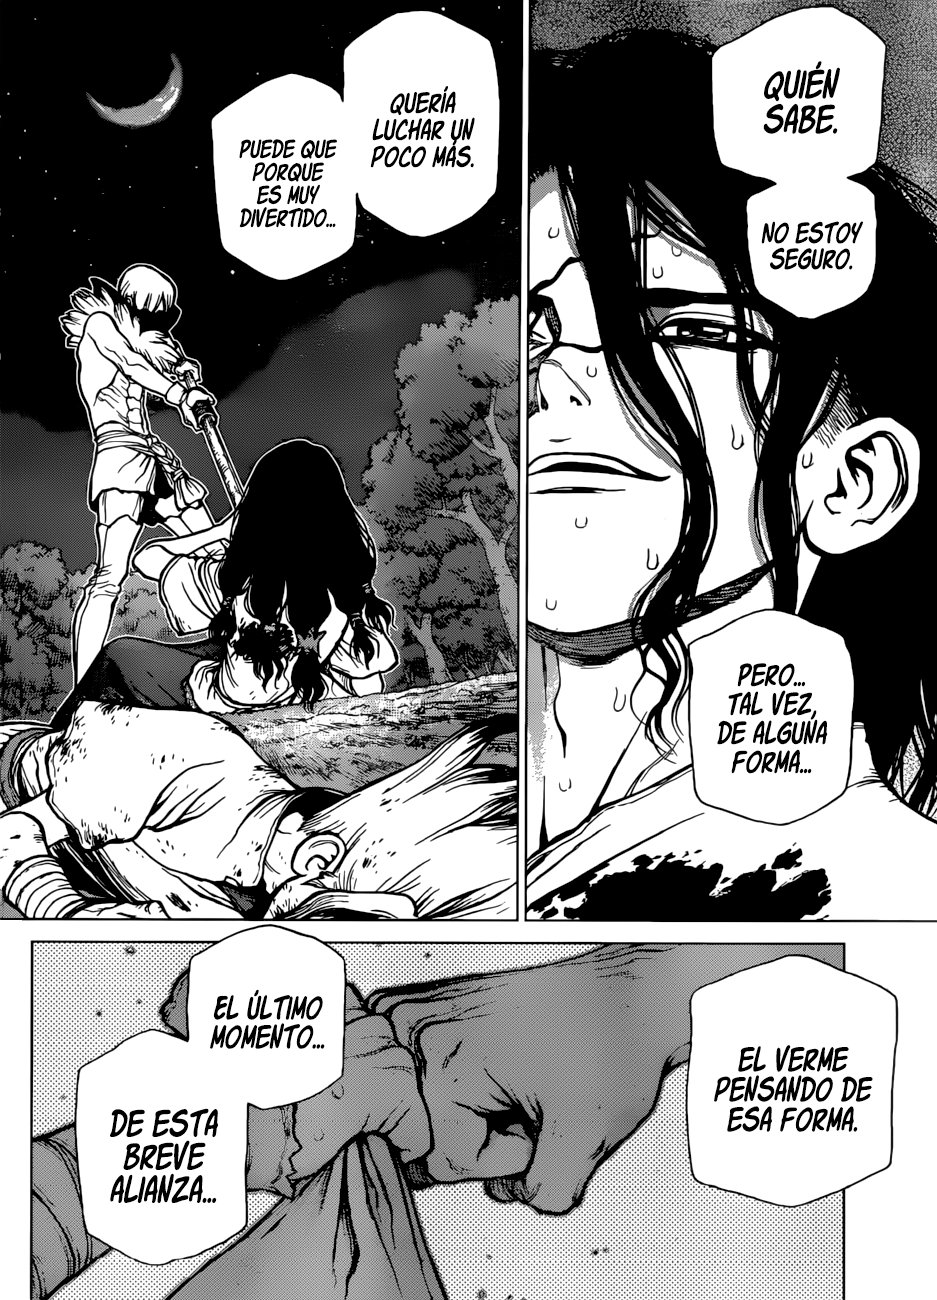 QUIÉN
SABE.
NO ESTOY
SEGURO.
PERO...
TAL VEZ,
DE ALGUNA
FORMA...
QUERÍA
LUCHAR UN
POCO MÁS.
PUEDE QUE
PORQUE
ES MUY
DIVERTIDO...
EL VERME
PENSANDO DE
ESA FORMA.
EL ÚLTIMO
MOMENTO...
DE ESTA
BREVE
ALIANZA...